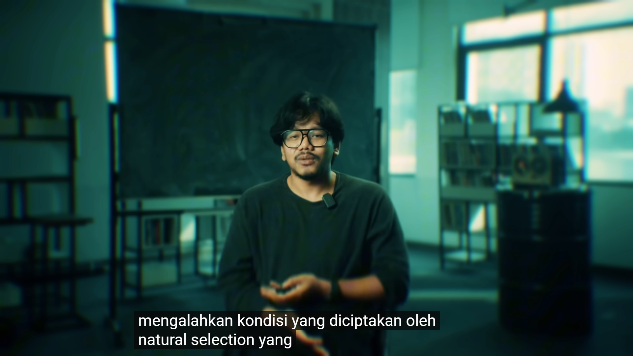 mengalahkan kondisi yang diciptakan oleh
natural selection yang